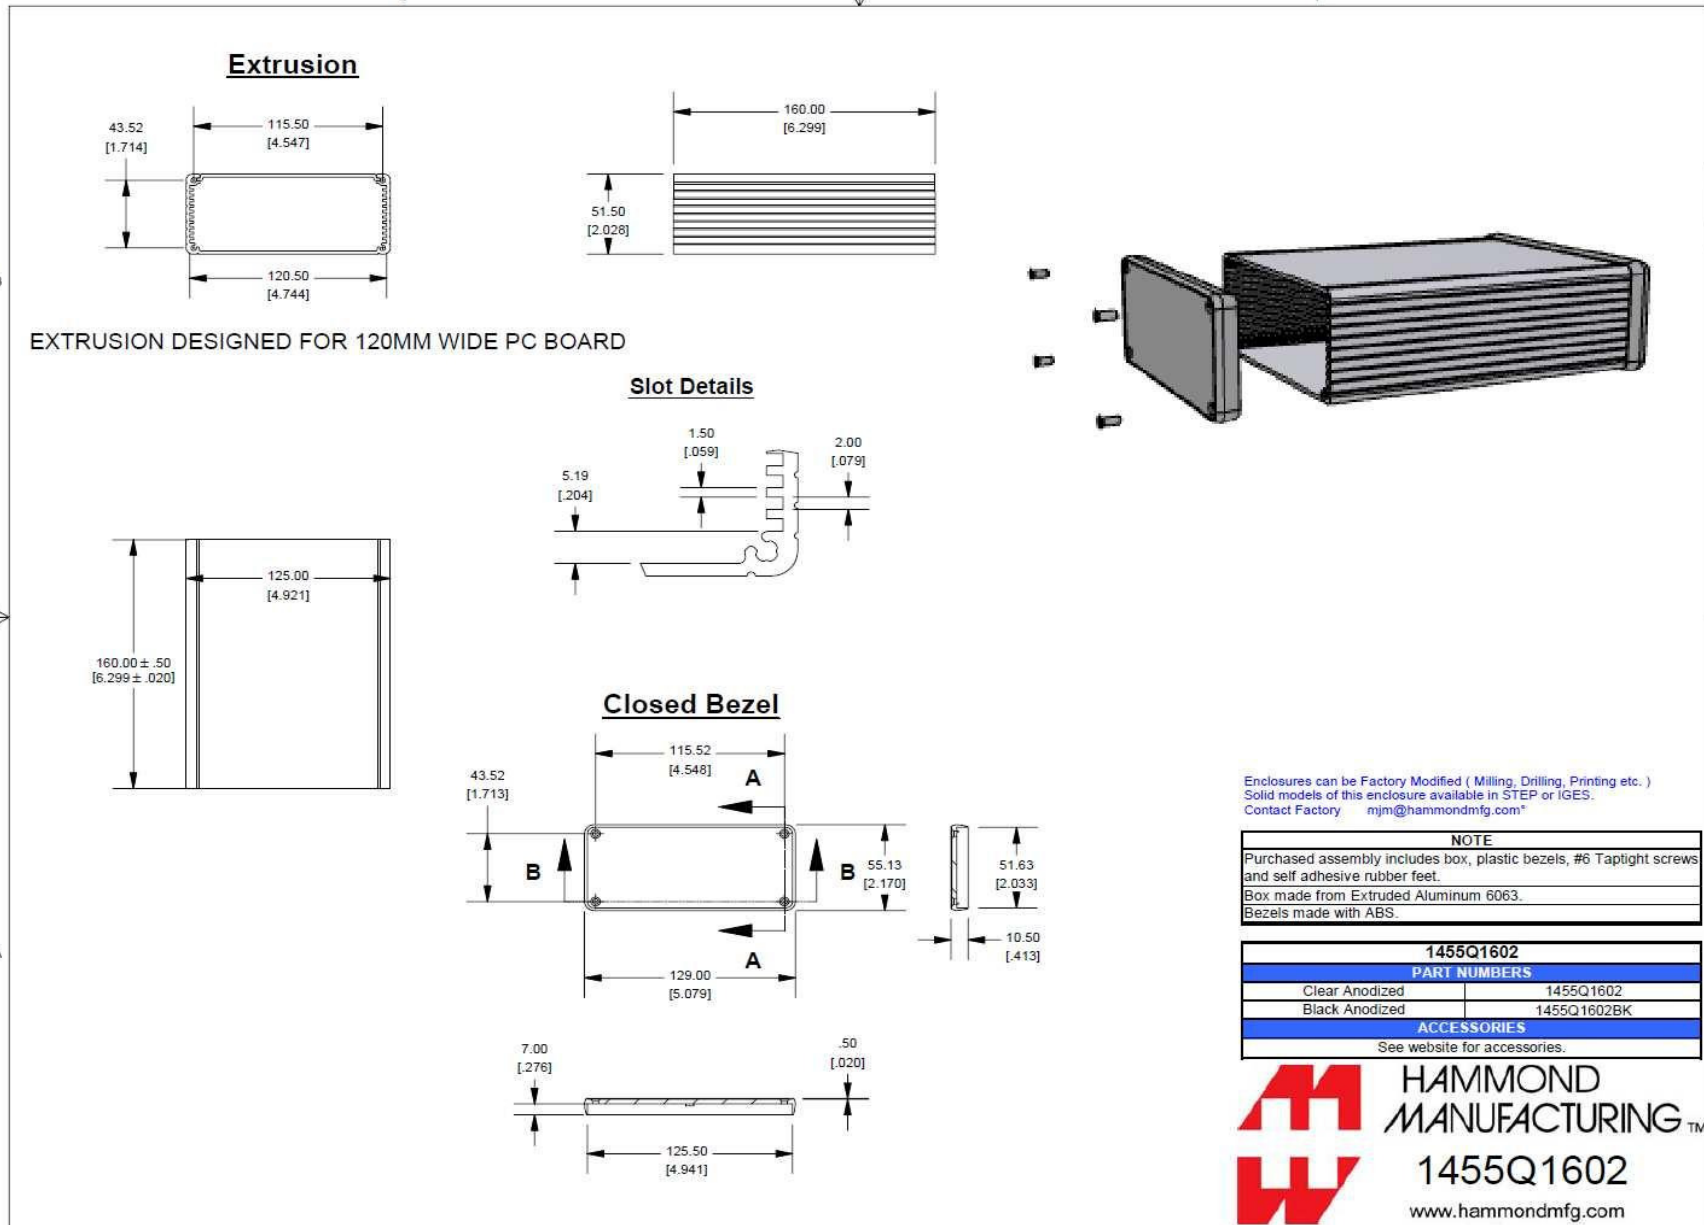 Extrusion
43.52
[1.714]
115.50
[4.547]
160.00
[6.299]
51.50
[2.028]
120.50
[4.744]
EXTRUSION DESIGNED FOR 120MM WIDE PC BOARD
Slot Details
1.50
[.059]
2.00
[.079]
5.19
[.204]
125.00
[4.921]
160.00 ± .50
[6.299 ± .020]
Closed Bezel
115.52
[4.548]
A
43.52
[1.713]
B
B
55.13
[2.170]
51.63
[2.033]
A
10.50
[.413]
129.00
[5.079]
7.00
[.276]
.50
[.020]
125.50
[4.941]
Enclosures can be Factory Modified ( Milling, Drilling, Printing etc. )
Solid models of this enclosure available in STEP or IGES.
Contact Factory mjm@hammondmfg.com"
NOTE
Purchased assembly includes box, plastic bezels, #6 Taptight screws
and self adhesive rubber feet.
Box made from Extruded Aluminum 6063.
Bezels made with ABS.
1455Q1602
PART NUMBERS
Clear Anodized 1455Q1602
Black Anodized 1455Q1602BK
ACCESSORIES
See website for accessories.
HAMMOND
MANUFACTURING TM
1455Q1602
www.hammondmfg.com